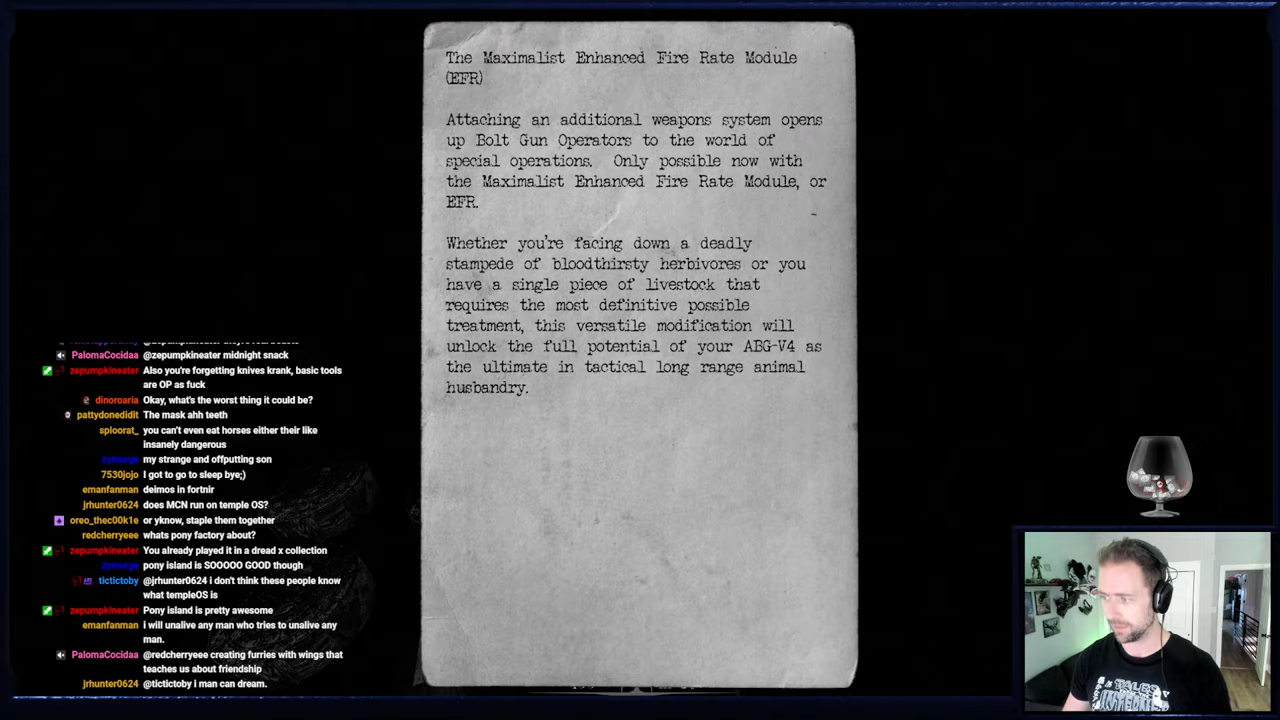 The Maximalist Enhanced Fire Rate Module
(EFR)
Attaching an additional weapons system opens
up Bolt Gun Operators to the world of
special operations.  Only possible now with
the Maximalist Enhanced Fire Rate Module, or
EFR.
Whether you're facing down a deadly
stampede of bloodthirsty herbivores or you
have a single piece of livestock that
requires the most definitive possible
treatment, this versatile modification will
unlock the full potential of your ABG-V4 as
the ultimate in tactical long range animal
husbandry.
PalomaCocidaa @zepumpkineater midnight snack
zepumpkineater Also you're forgetting knives krank, basic tools
are OP as fuck
dinoroaria Okay, what's the worst thing it could be?
pattydonedidit The mask ahh teeth
sploorat_ you can't even eat horses either their like
insanely dangerous
zymurge my strange and offputting son
7530jojo I got to go to sleep bye;)
emanfanman deimos in fortnir
jrhunter0624 does MCN run on temple OS?
oreo_thec00k1e or yknow, staple them together
redcherryeee whats pony factory about?
zepumpkineater You already played it in a dread x collection
zymurge pony island is SOOOOO GOOD though
tictictoby @jrhunter0624 i don't think these people know
what templeOS is
zepumpkineater Pony island is pretty awesome
emanfanman i will unalive any man who tries to unalive any
man.
PalomaCocidaa @redcherryeee creating furries with wings that
teaches us about friendship
jrhunter0624 @tictictoby i man can dream.
TALES